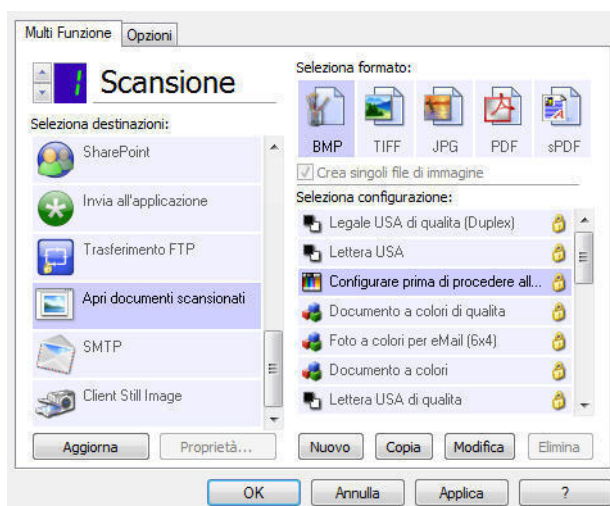 Multi Funzione
Opzioni
1
Scansione
Seleziona destinazioni:
SharePoint
Invia all'applicazione
Trasferimento FTP
Apri documenti scansionati
SMTP
Client Still Image
Aggiorna
Proprietà...
Seleziona formato:
BMP
TIFF
JPG
PDF
sPDF
Crea singoli file di immagine
Seleziona configurazione:
Legale USA di qualita (Duplex)
Lettera USA
Configurare prima di procedere all...
Documento a colori di qualita
Foto a colori per eMail (6x4)
Documento a colori
Lettera USA di qualita
Nuovo
Copia
Modifica
Elimina
OK
Annulla
Applica
?